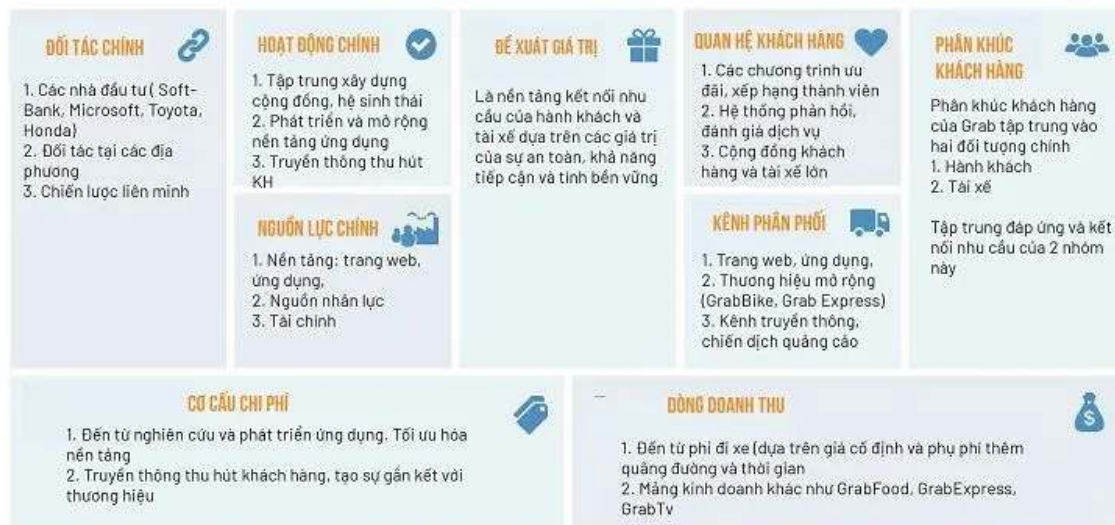 ĐỐI TÁC CHÍNH
1. Các nhà đầu tư ( Soft-
Bank, Microsoft, Toyota,
Honda)
2. Đối tác tại các địa
phương
3. Chiến lược liên minh
HOẠT ĐỘNG CHÍNH
1. Tập trung xây dựng
cộng đồng, hệ sinh thái
2. Phát triển và mở rộng
nền tảng ứng dụng
3. Truyền thông thu hút
KH
NGUỒN LỰC CHÍNH
1. Nền tảng: trang web,
ứng dụng,
2. Nguồn nhân lực
3. Tài chính
ĐỀ XUẤT GIÁ TRỊ
Là nền tảng kết nối nhu
cầu của hành khách và
tài xế dựa trên các giá trị
của sự an toàn, khả năng
tiếp cận và tính bền vững
QUAN HỆ KHÁCH HÀNG
1. Các chương trình ưu
đãi, xếp hạng thành viên
2. Hệ thống phản hồi,
đánh giá dịch vụ
3. Cộng đồng khách
hàng và tài xế lớn
KÊNH PHÂN PHỐI
1. Trang web, ứng dụng,
2. Thương hiệu mở rộng
(GrabBike, Grab Express)
3. Kênh truyền thông,
chiến dịch quảng cáo
PHÂN KHÚC
KHÁCH HÀNG
Phân khúc khách hàng
của Grab tập trung vào
hai đối tượng chính
1. Hành khách
2. Tài xế
Tập trung đáp ứng và kết
nối nhu cầu của 2 nhóm
này
CƠ CẤU CHI PHÍ
1. Đến từ nghiên cứu và phát triển ứng dụng. Tối ưu hóa
nền tảng
2. Truyền thông thu hút khách hàng, tạo sự gắn kết với
thương hiệu
DÒNG DOANH THU
1. Đến từ phí đi xe (dựa trên giá cố định và phụ phí thêm
quãng đường và thời gian
2. Mảng kinh doanh khác như GrabFood, GrabExpress,
GrabTv